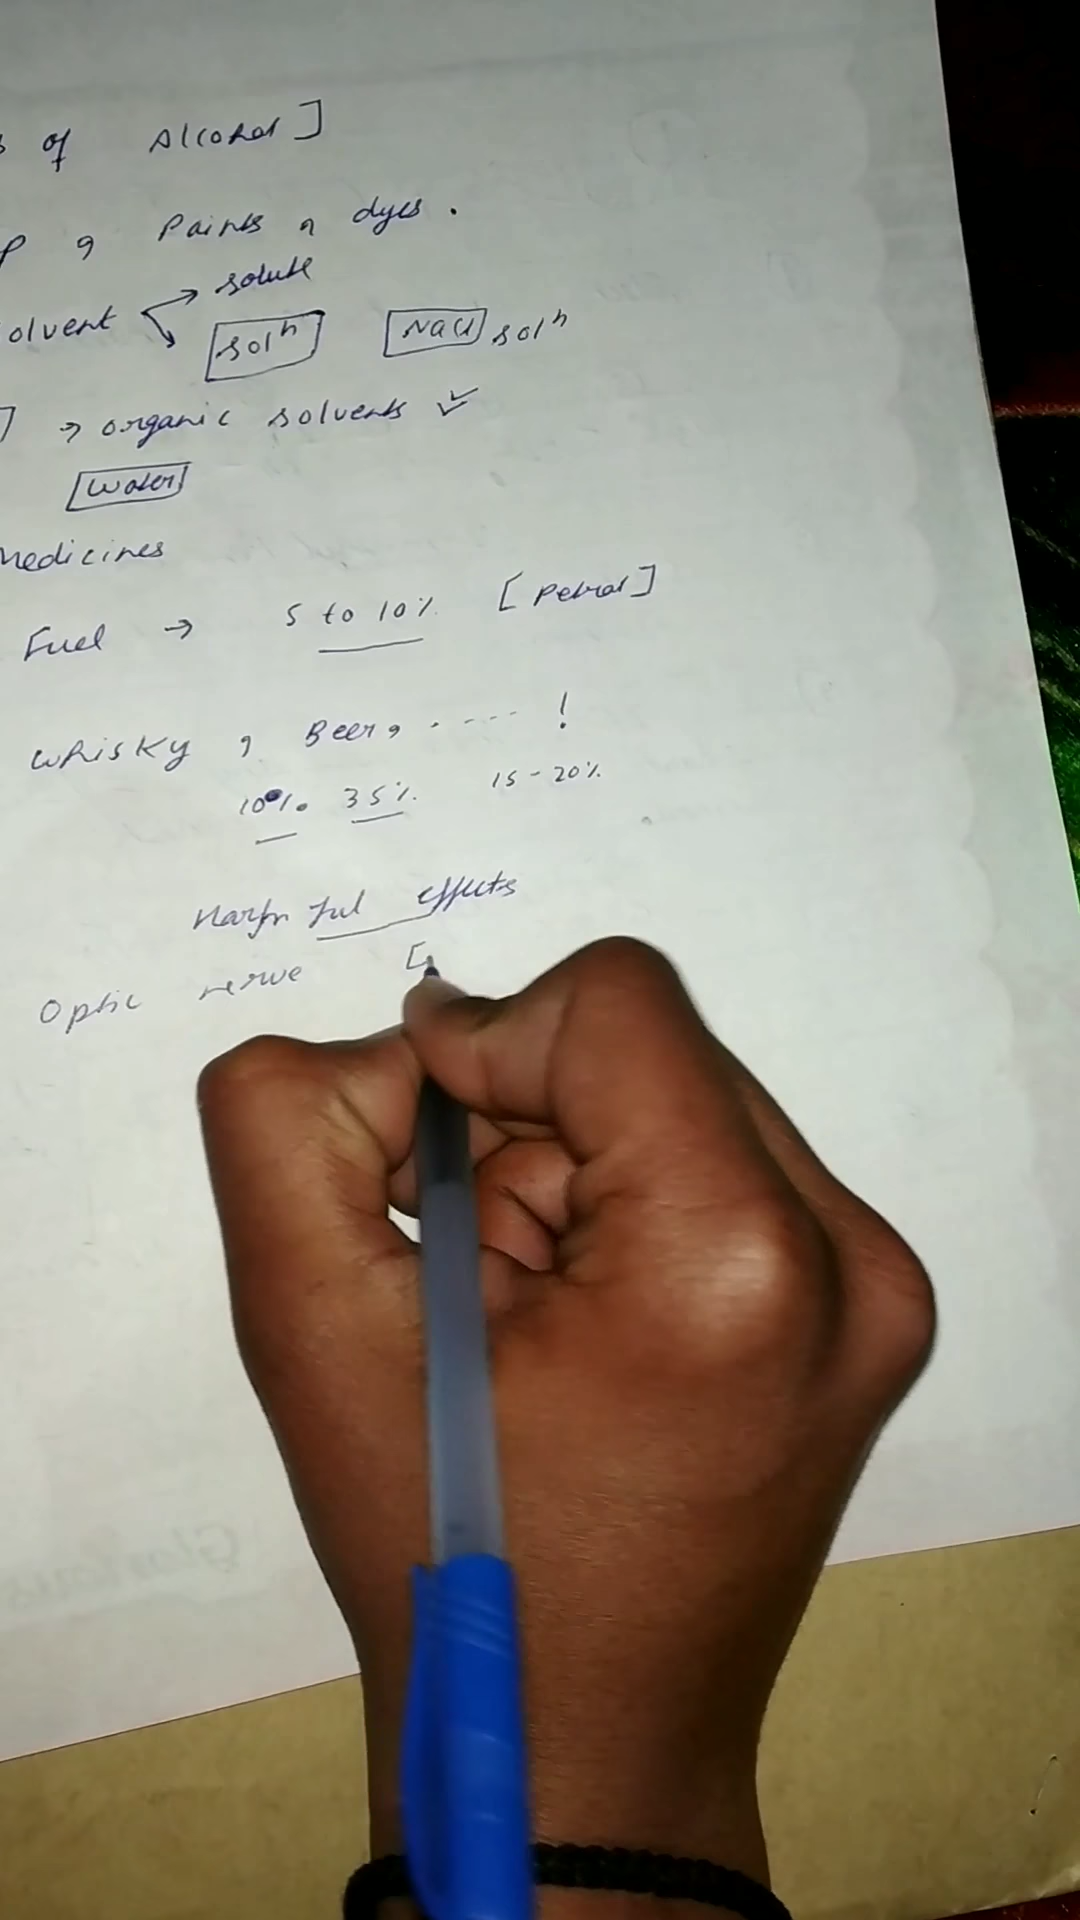 s of Alcohol]
p , Paints , dyes .
olvent → solute
[solⁿ] [NaCl] solⁿ
] → organic solvents ✓✓
[Water]
Medicines
Fuel → 5 to 10% [Petrol]
Whisky , Beer, . ---- !
10%. 35%. 15-20%.
Harmful effects
Optic nerve [